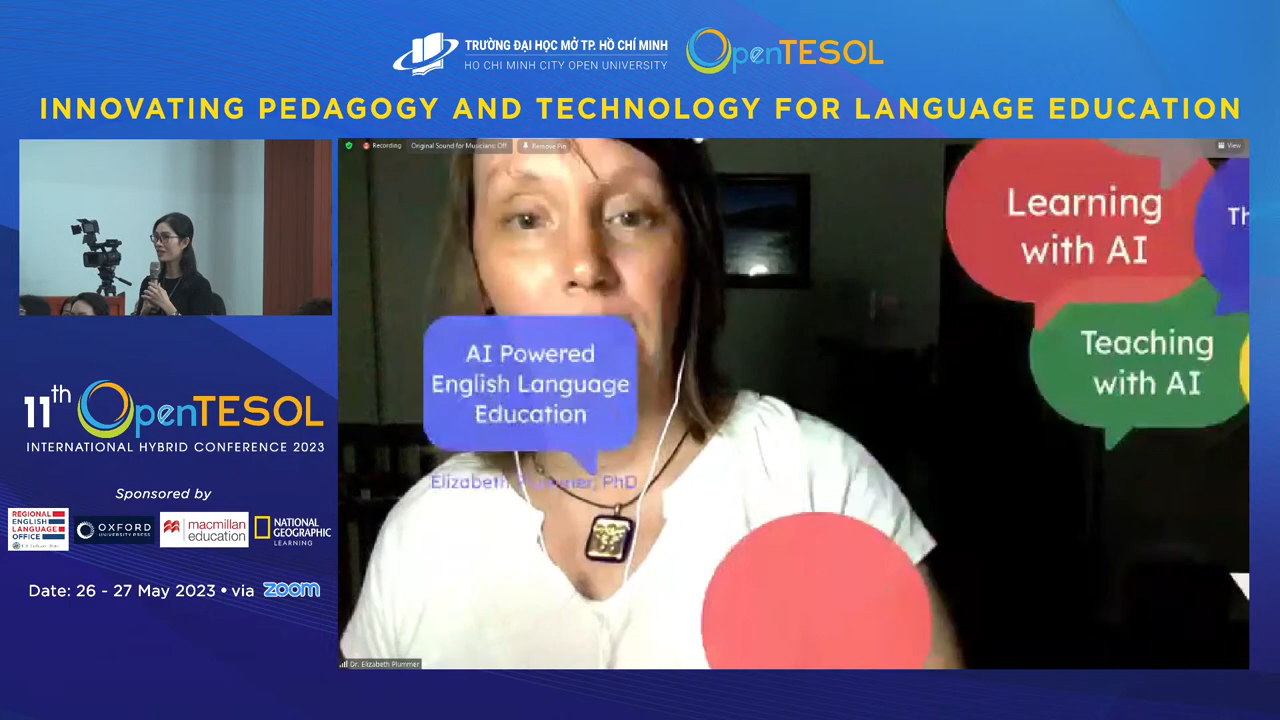 TRƯỜNG ĐẠI HỌC MỞ TP. HỒ CHÍ MINH
HO CHI MINH CITY OPEN UNIVERSITY
OpenTESOL
INNOVATING PEDAGOGY AND TECHNOLOGY FOR LANGUAGE EDUCATION
Recording
Original Sound for Musicians: Off
Remove Pin
View
Learning
with AI
Th
Teaching
with AI
AI Powered
English Language
Education
Elizabeth Plummer, PhD
Dr. Elizabeth Plummer
11th OpenTESOL
INTERNATIONAL HYBRID CONFERENCE 2023
Sponsored by
REGIONAL
ENGLISH
LANGUAGE
OFFICE
OXFORD
UNIVERSITY PRESS
macmillan
education
NATIONAL
GEOGRAPHIC
LEARNING
Date: 26 - 27 May 2023 • via zoom